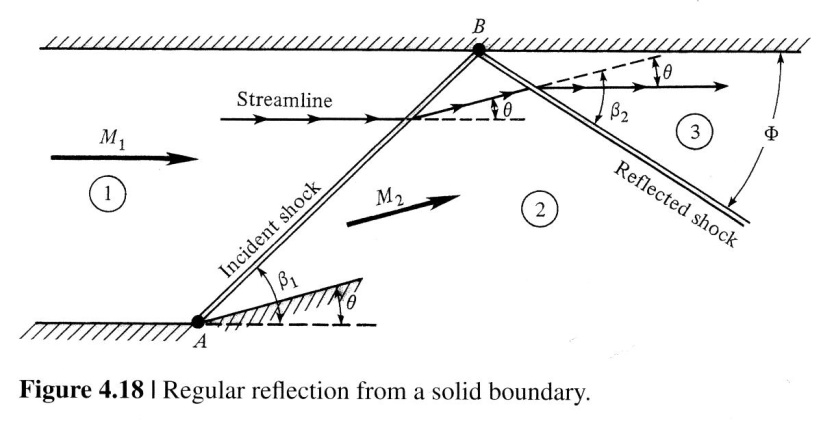 B
Streamline
θ
θ
β2
Φ
M1
1
3
Incident shock
M2
2
Reflected shock
β1
θ
A
Figure 4.18 | Regular reflection from a solid boundary.